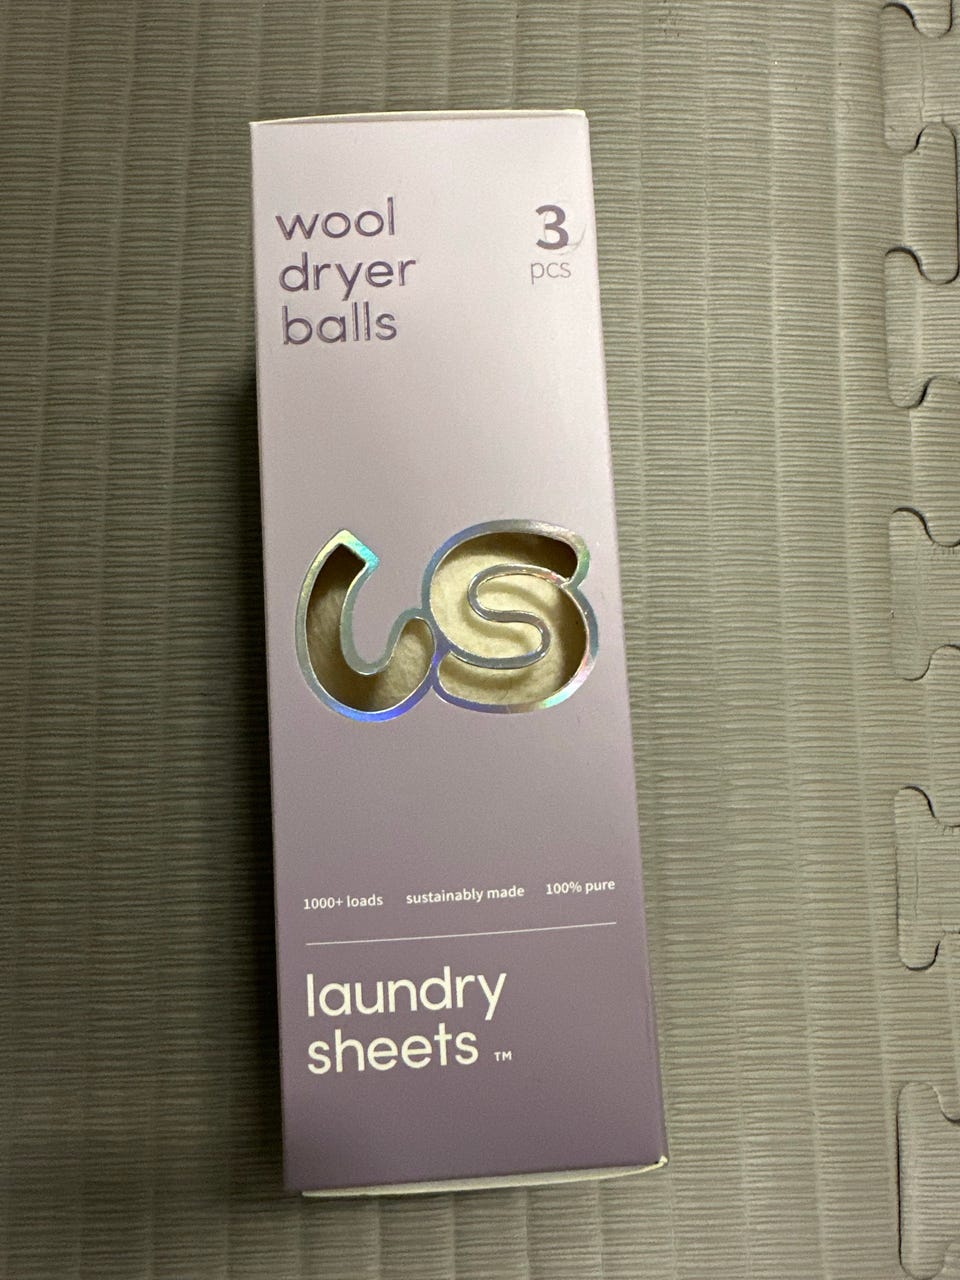 wool
dryer
balls
3
pcs
ls
1000+ loads sustainably made 100% pure
laundry
sheets ™